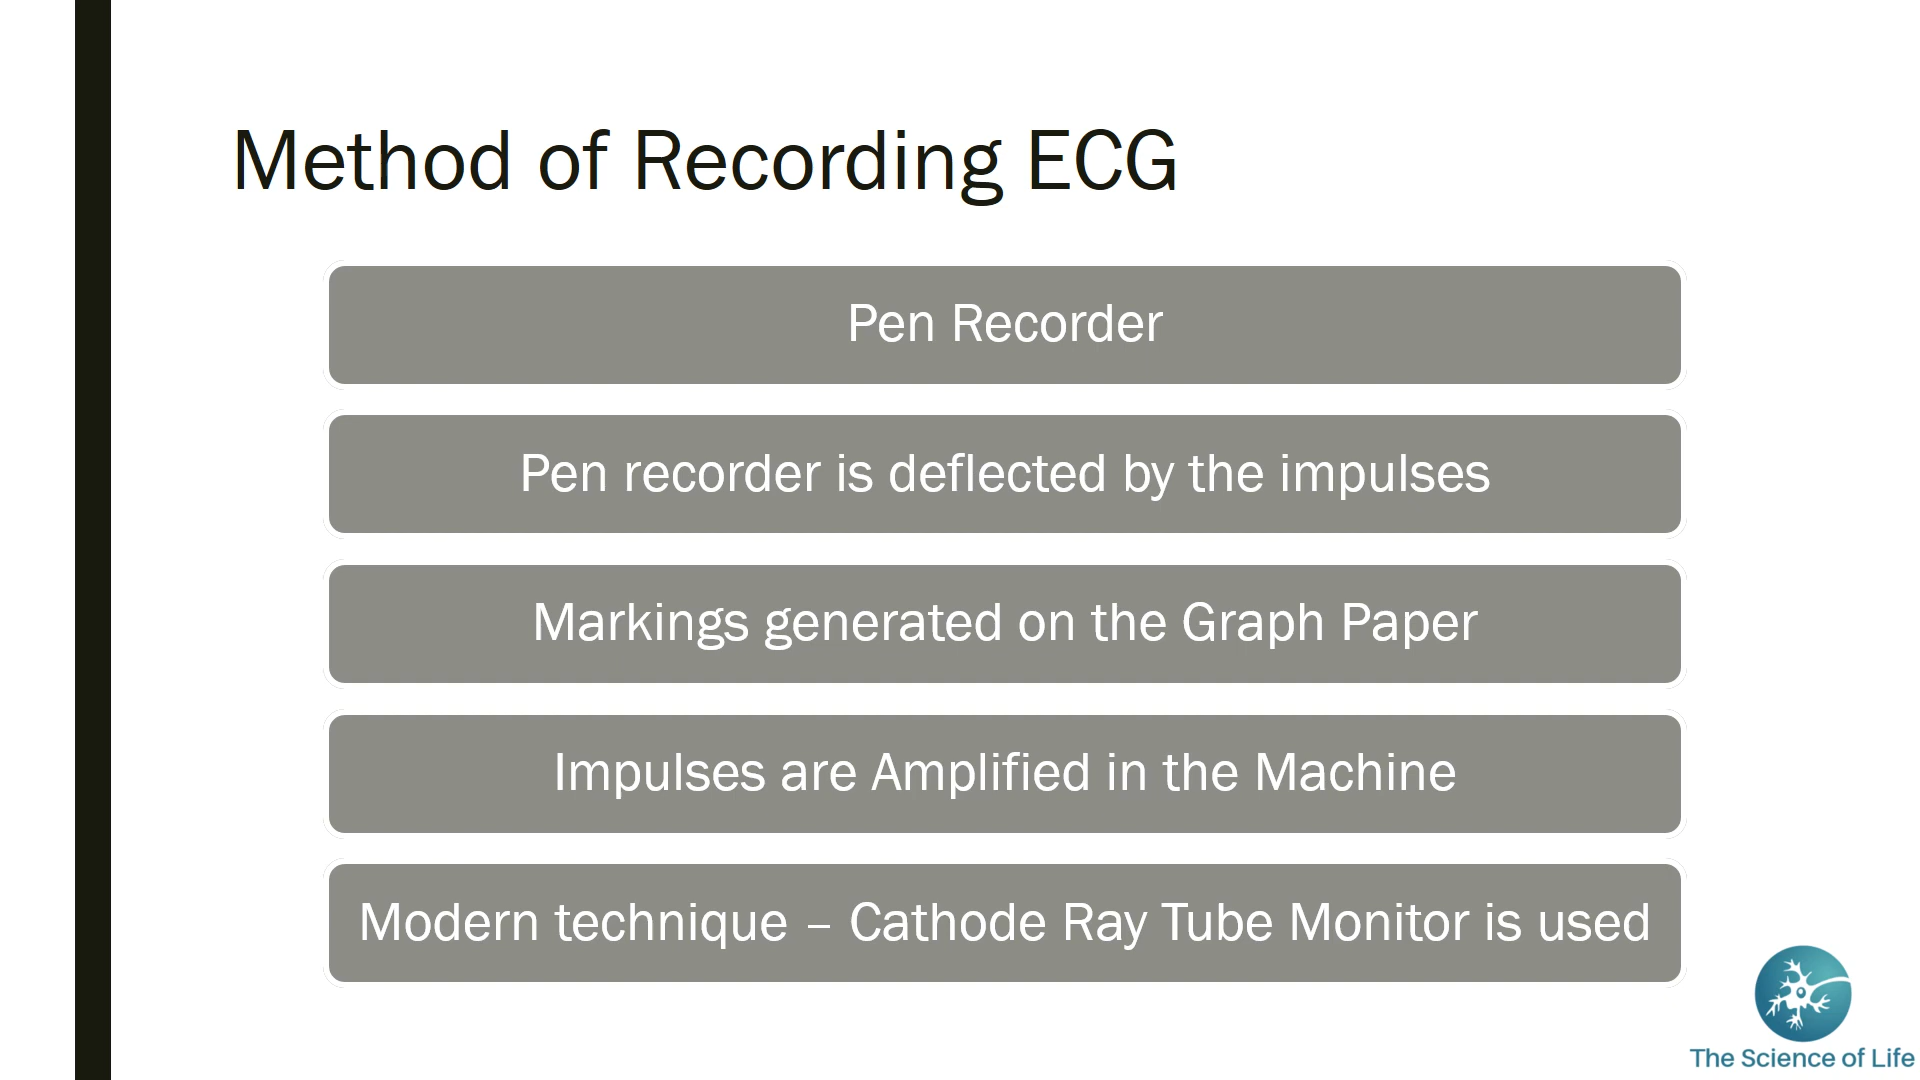 Method of Recording ECG
Pen Recorder
Pen recorder is deflected by the impulses
Markings generated on the Graph Paper
Impulses are Amplified in the Machine
Modern technique – Cathode Ray Tube Monitor is used
The Science of Life